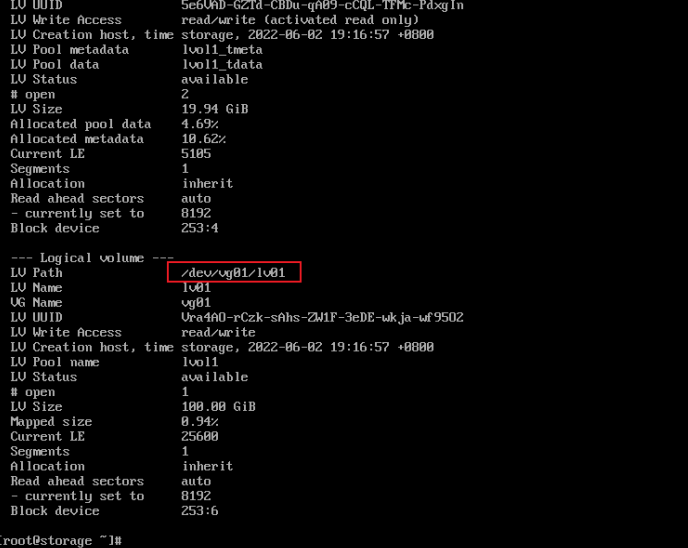 LV UUID 5e6VAD-GZTd-CBDu-qA09-cCQL-TFMc-PdxgIn
LV Write Access read/write (activated read only)
LV Creation host, time storage, 2022-06-02 19:16:57 +0800
LV Pool metadata lvol1_tmeta
LV Pool data lvol1_tdata
LV Status available
# open 2
LV Size 19.94 GiB
Allocated pool data 4.69%
Allocated metadata 10.62%
Current LE 5105
Segments 1
Allocation inherit
Read ahead sectors auto
- currently set to 8192
Block device 253:4
--- Logical volume ---
LV Path /dev/vg01/lv01
LV Name lv01
VG Name vg01
LV UUID Vra4AO-rCzk-sAhs-ZW1F-3eDE-wkja-wf95O2
LV Write Access read/write
LV Creation host, time storage, 2022-06-02 19:16:57 +0800
LV Pool name lvol1
LV Status available
# open 1
LV Size 100.00 GiB
Mapped size 0.94%
Current LE 25600
Segments 1
Allocation inherit
Read ahead sectors auto
- currently set to 8192
Block device 253:6
[root@storage ~]#